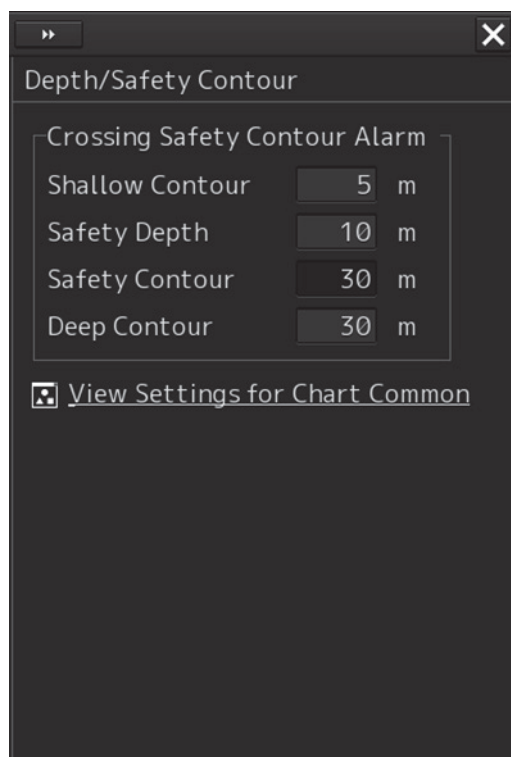 Depth/Safety Contour
Crossing Safety Contour Alarm
Shallow Contour 5 m
Safety Depth 10 m
Safety Contour 30 m
Deep Contour 30 m
View Settings for Chart Common